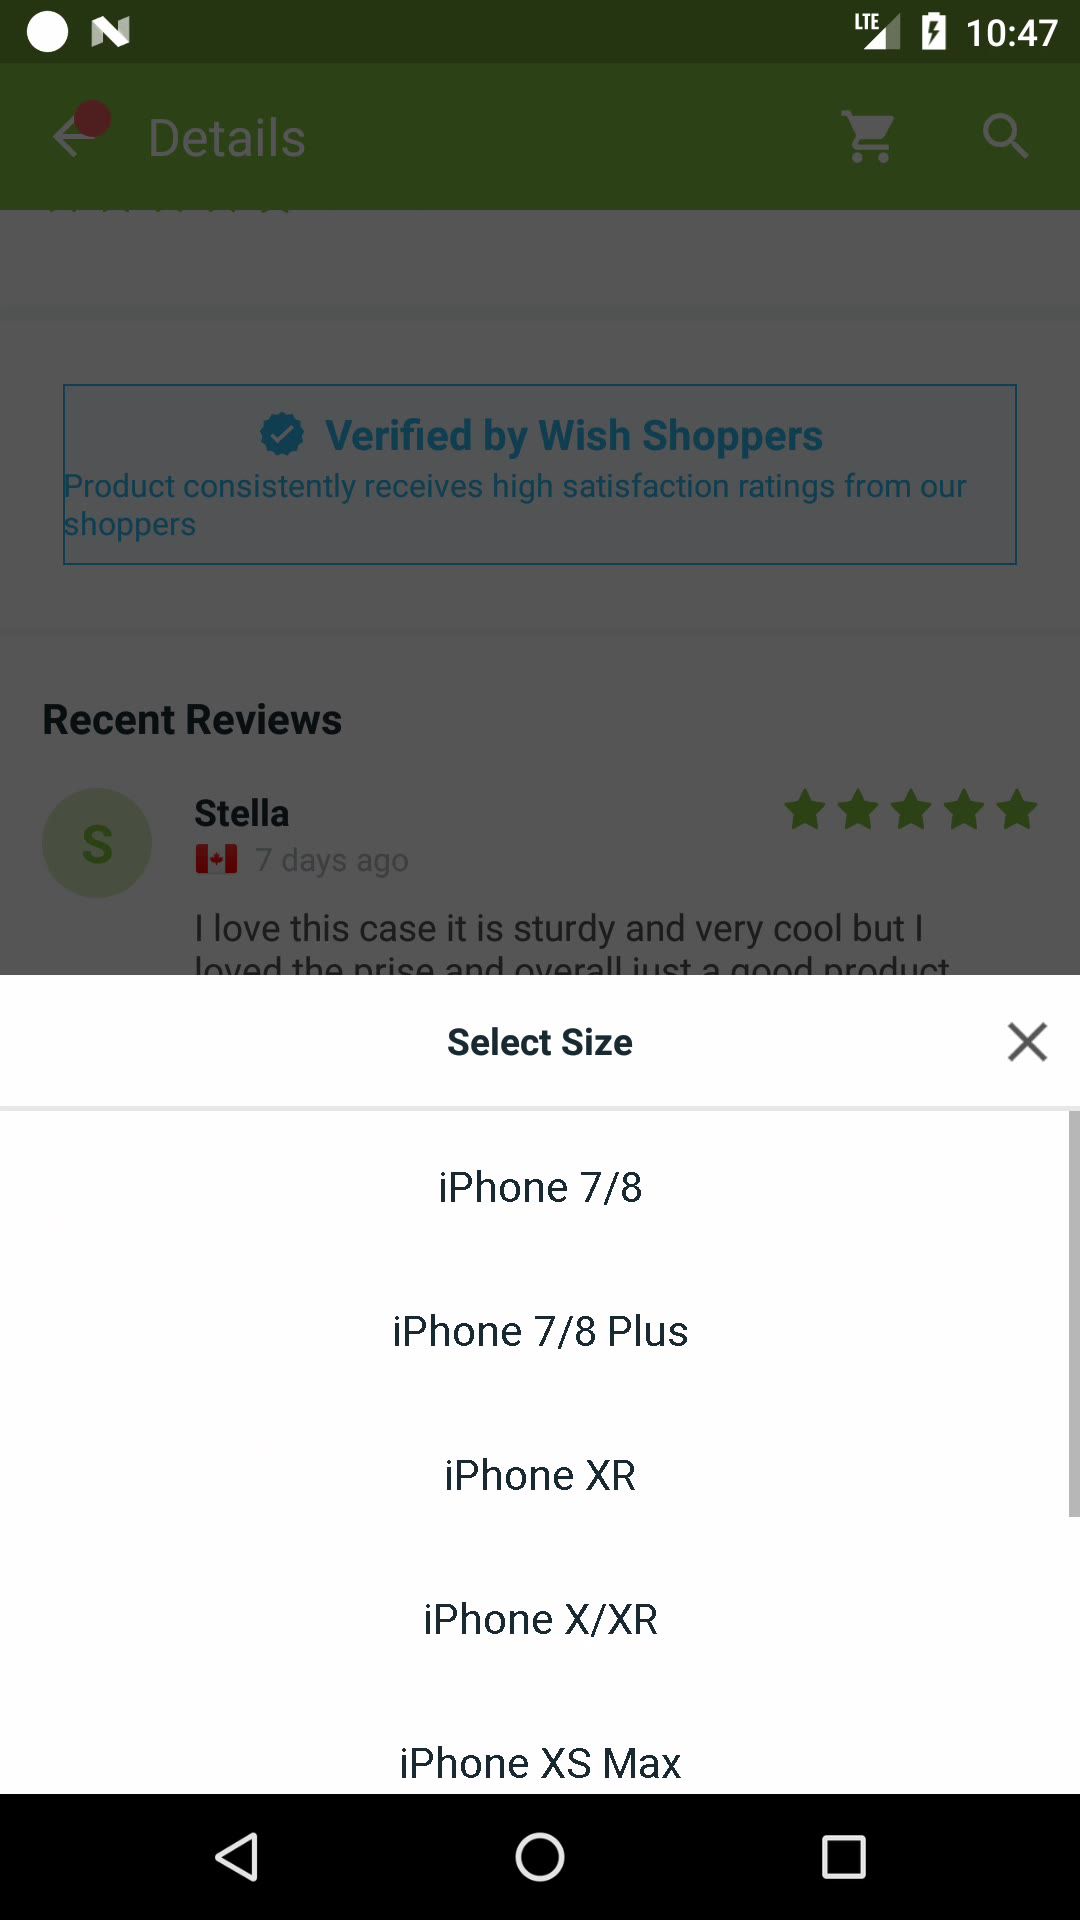 LTE 10:47
Details
Verified by Wish Shoppers
Product consistently receives high satisfaction ratings from our
shoppers
Recent Reviews
S
Stella
7 days ago
I love this case it is sturdy and very cool but I
loved the prise and overall just a good product
Select Size
iPhone 7/8
iPhone 7/8 Plus
iPhone XR
iPhone X/XR
iPhone XS Max